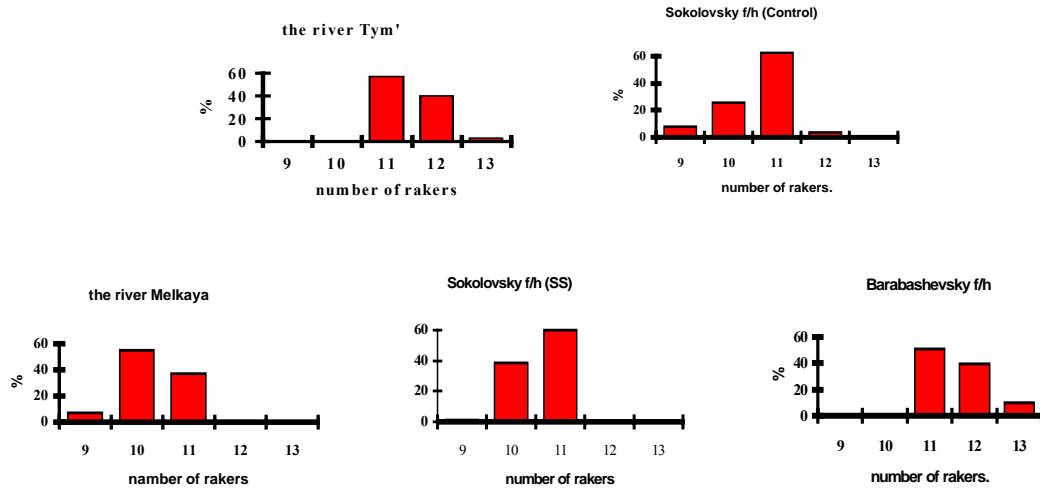 the river Tym'
%
60
40
20
0
9 10 11 12 13
number of rakers
Sokolovsky f/h (Control)
%
60
40
20
0
9 10 11 12 13
number of rakers.
the river Melkaya
%
60
40
20
0
9 10 11 12 13
namber of rakers
Sokolovsky f/h (SS)
60
40
20
0
9 10 11 12 13
number of rakers
Barabashevsky f/h
%
60
40
20
0
9 10 11 12 13
number of rakers.